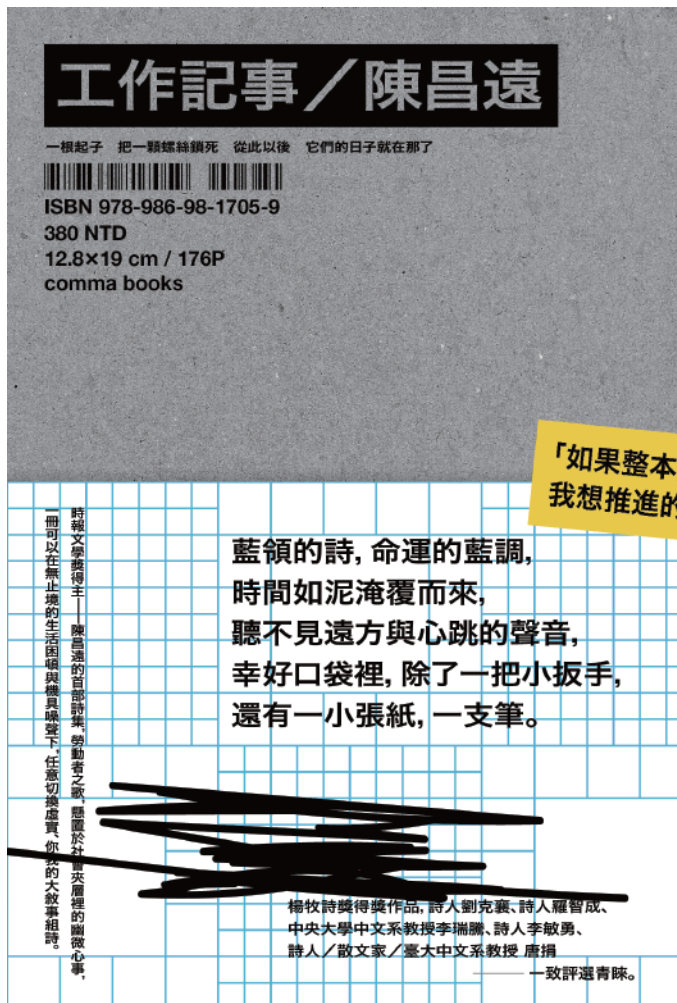 工作記事／陳昌遠
一根起子　把一顆螺絲鎖死　從此以後　它們的日子就在那了
ISBN 978-986-98-1705-9
380 NTD
12.8×19 cm / 176P
comma books
「如果整本
我想推進的
藍領的詩, 命運的藍調,
時間如泥淹覆而來,
聽不見遠方與心跳的聲音,
幸好口袋裡, 除了一把小扳手,
還有一小張紙, 一支筆。
時報文學獎得主——陳昌遠的首部詩集, 勞動者之歌, 懸置於社會夾層裡的幽微心事,
一冊可以在無止境的生活困頓與機具噪聲下, 任意切換虛實、你我的大敘事組詩。
楊牧詩獎得獎作品, 詩人劉克襄、詩人羅智成、
中央大學中文系教授李瑞騰、詩人李敏勇、
詩人／散文家／臺大中文系教授 唐捐
——一致評選青睞。